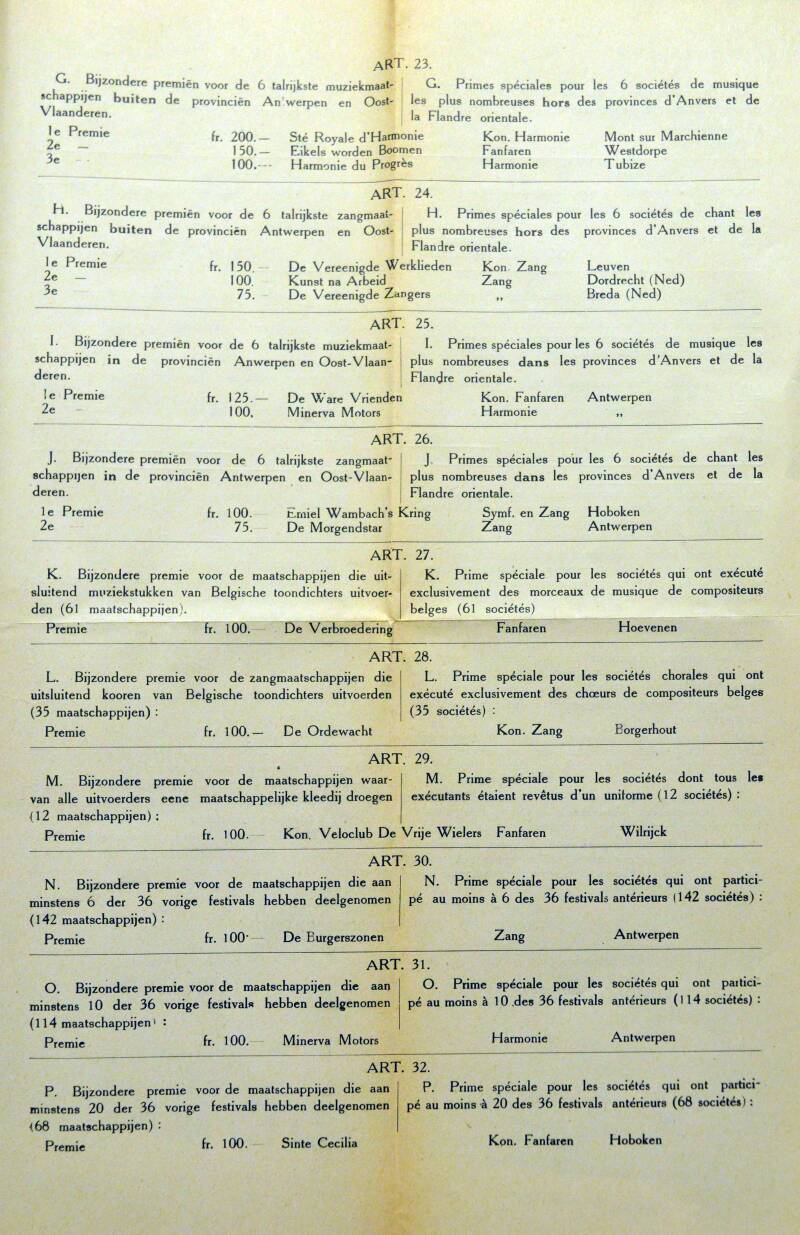 ART. 23.
G. Bijzondere premiën voor de 6 talrijkste muziekmaat-
schappijen buiten de provinciën Antwerpen en Oost-
Vlaanderen.
G. Primes spéciales pour les 6 sociétés de musique
les plus nombreuses hors des provinces d'Anvers et de
la Flandre orientale.
1e Premie fr. 200.— Sté Royale d'Harmonie Kon. Harmonie Mont sur Marchienne
2e — 150.— Eikels worden Boomen Fanfaren Westdorpe
3e 100.— Harmonie du Progrès Harmonie Tubize
ART. 24.
H. Bijzondere premiën voor de 6 talrijkste zangmaat-
schappijen buiten de provinciën Antwerpen en Oost-
Vlaanderen.
H. Primes spéciales pour les 6 sociétés de chant les
plus nombreuses hors des provinces d'Anvers et de la
Flandre orientale.
1e Premie fr. 150.— De Vereenigde Werklieden Kon. Zang Leuven
2e — 100. Kunst na Arbeid Zang Dordrecht (Ned)
3e 75. De Vereenigde Zangers „ Breda (Ned)
ART. 25.
I. Bijzondere premiën voor de 6 talrijkste muziekmaat-
schappijen in de provinciën Anwerpen en Oost-Vlaan-
deren.
I. Primes spéciales pour les 6 sociétés de musique les
plus nombreuses dans les provinces d'Anvers et de la
Flandre orientale.
1e Premie fr. 125.— De Ware Vrienden Kon. Fanfaren Antwerpen
2e 100. Minerva Motors Harmonie „
ART. 26.
J. Bijzondere premiën voor de 6 talrijkste zangmaat-
schappijen in de provinciën Antwerpen en Oost-Vlaan-
deren.
J. Primes spéciales pour les 6 sociétés de chant les
plus nombreuses dans les provinces d'Anvers et de la
Flandre orientale.
1e Premie fr. 100. Emiel Wambach's Kring Symf. en Zang Hoboken
2e 75. De Morgendstar Zang Antwerpen
ART. 27.
K. Bijzondere premie voor de maatschappijen die uit-
sluitend muziekstukken van Belgische toondichters uitvoer-
den (61 maatschappijen).
K. Prime spéciale pour les sociétés qui ont exécuté
exclusivement des morceaux de musique de compositeurs
belges (61 sociétés)
Premie fr. 100.— De Verbroedering Fanfaren Hoevenen
ART. 28.
L. Bijzondere premie voor de zangmaatschappijen die
uitsluitend kooren van Belgische toondichters uitvoerden
(35 maatschappijen) :
L. Prime spéciale pour les sociétés chorales qui ont
exécuté exclusivement des chœurs de compositeurs belges
(35 sociétés) :
Premie fr. 100.— De Ordewacht Kon. Zang Borgerhout
ART. 29.
M. Bijzondere premie voor de maatschappijen waar-
van alle uitvoerders eene maatschappelijke kleedij droegen
(12 maatschappijen) :
M. Prime spéciale pour les sociétés dont tous les
exécutants étaient revêtus d'un uniforme (12 sociétés) :
Premie fr. 100.— Kon. Veloclub De Vrije Wielers Fanfaren Wilrijck
ART. 30.
N. Bijzondere premie voor de maatschappijen die aan
minstens 6 der 36 vorige festivals hebben deelgenomen
(142 maatschappijen) :
N. Prime spéciale pour les sociétés qui ont partici-
pé au moins à 6 des 36 festivals antérieurs (142 sociétés) :
Premie fr. 100.— De Burgerszonen Zang Antwerpen
ART. 31.
O. Bijzondere premie voor de maatschappijen die aan
minstens 10 der 36 vorige festivals hebben deelgenomen
(114 maatschappijen) :
O. Prime spéciale pour les sociétés qui ont partici-
pé au moins à 10 des 36 festivals antérieurs (114 sociétés) :
Premie fr. 100.— Minerva Motors Harmonie Antwerpen
ART. 32.
P. Bijzondere premie voor de maatschappijen die aan
minstens 20 der 36 vorige festivals hebben deelgenomen
(68 maatschappijen) :
P. Prime spéciale pour les sociétés qui ont partici-
pé au moins à 20 des 36 festivals antérieurs (68 sociétés) :
Premie fr. 100.— Sinte Cecilia Kon. Fanfaren Hoboken